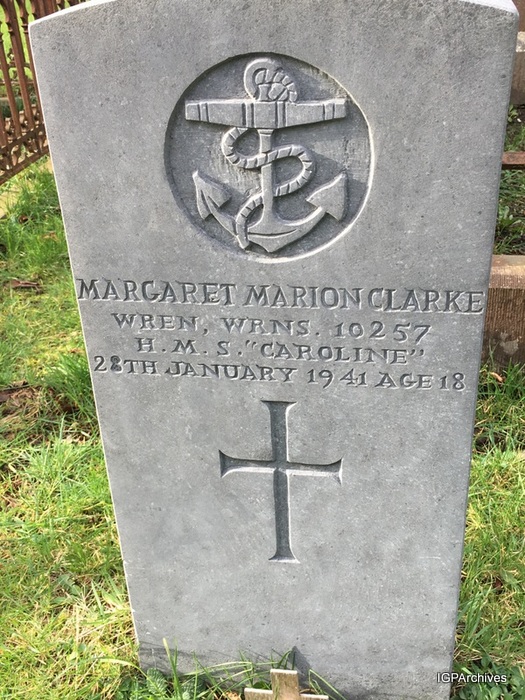 MARGARET MARION CLARKE
WREN, WRNS. 10257
H. M. S. "CAROLINE"
28TH JANUARY 1941 AGE 18
IGPArchives